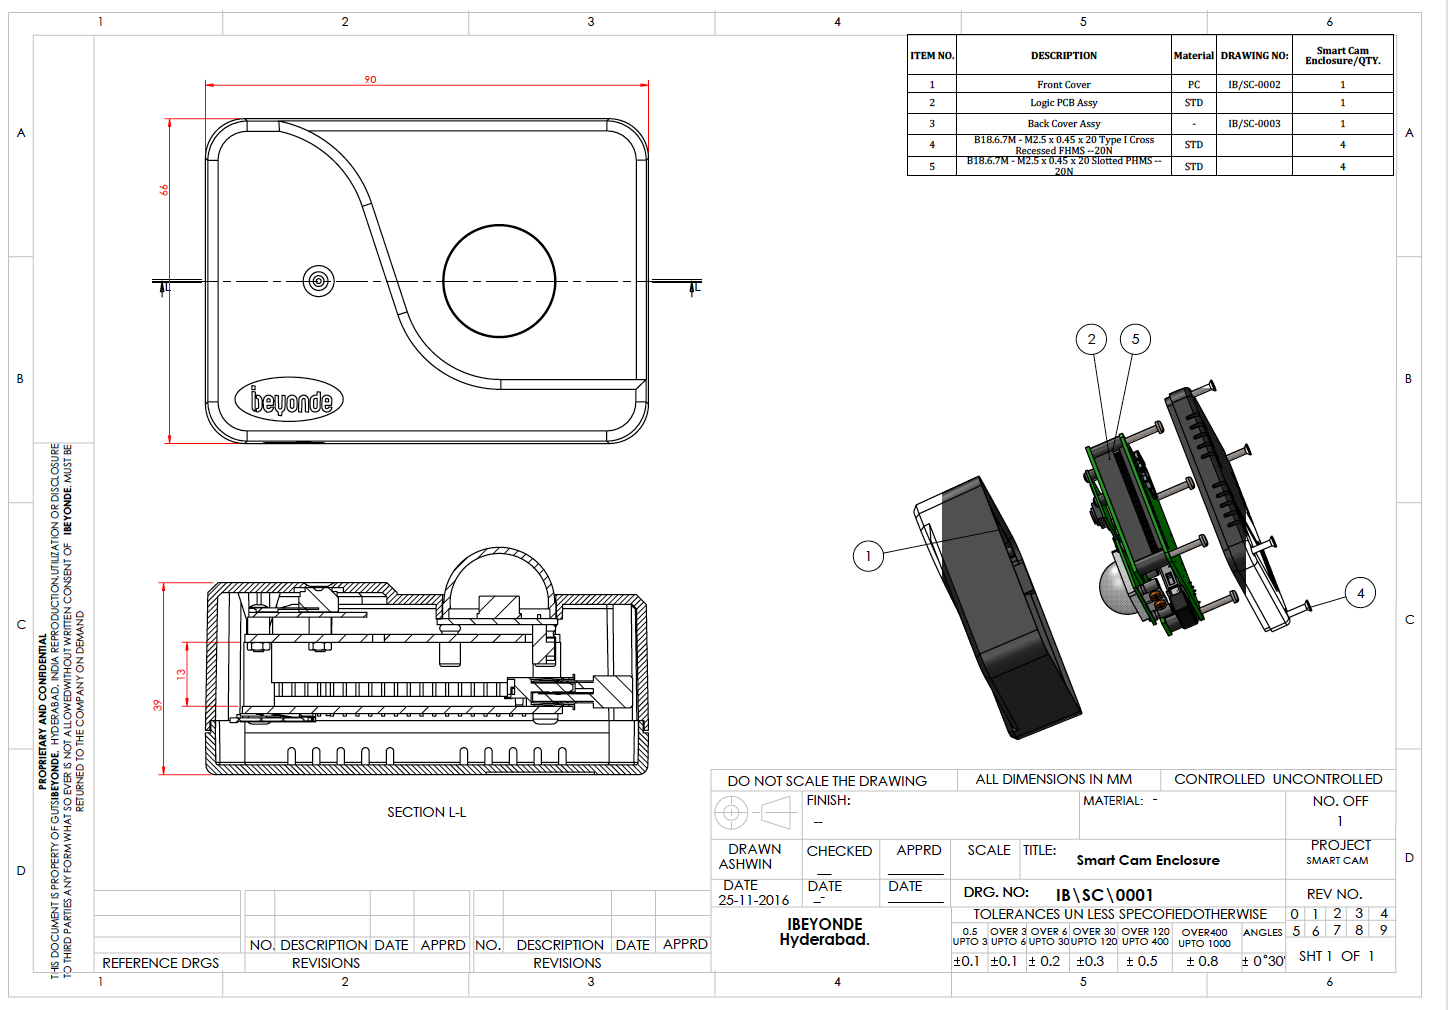 1 2 3 4 5 6
A
B
C
D
A
B
C
D
ITEM NO. DESCRIPTION Material DRAWING NO: Smart Cam
Enclosure/QTY.
1 Front Cover PC IB/SC-0002 1
2 Logic PCB Assy STD 1
3 Back Cover Assy - IB/SC-0003 1
4 B18.6.7M - M2.5 x 0.45 x 20 Type I Cross
Recessed FHMS --20N STD 4
5 B18.6.7M - M2.5 x 0.45 x 20 Slotted PHMS --
20N STD 4
90
66
L L
beyonde
2 5
1
4
39
13
SECTION L-L
PROPRIETARY AND CONFIDENTIAL
THIS DOCUMENT IS PROPERTY OF GUTSIBEYONDE, HYDERABAD, INDIA REPRODUCTION,UTILIZATION OR DISCLOSURE
TO THIRD PARTIES ANY FORM WHAT SO EVER IS NOT ALLOWEDWITHOUT WRITTEN CONSENT OF IBEYONDE. MUST BE
RETURNED TO THE COMPANY ON DEMAND
DO NOT SCALE THE DRAWING ALL DIMENSIONS IN MM CONTROLLED UNCONTROLLED
FINISH:
--
MATERIAL: -
NO. OFF
1
DRAWN
ASHWIN
CHECKED
APPRD
SCALE
TITLE:
Smart Cam Enclosure
PROJECT
SMART CAM
DATE
25-11-2016
DATE
DATE
DRG. NO: IB\SC\0001
REV NO.
0 1 2 3 4
5 6 7 8 9
IBEYONDE
Hyderabad.
TOLERANCES UN LESS SPECOFIEDOTHERWISE
0.5 OVER 3 OVER 6 OVER 30 OVER 120 OVER400 ANGLES
UPTO 3 UPTO 6 UPTO 30 UPTO 120 UPTO 400 UPTO 1000
±0.1 ±0.1 ± 0.2 ±0.3 ± 0.5 ± 0.8 ± 0°30'
SHT 1 OF 1
NO. DESCRIPTION DATE APPRD NO. DESCRIPTION DATE APPRD
REFERENCE DRGS REVISIONS REVISIONS
1 2 3 4 5 6